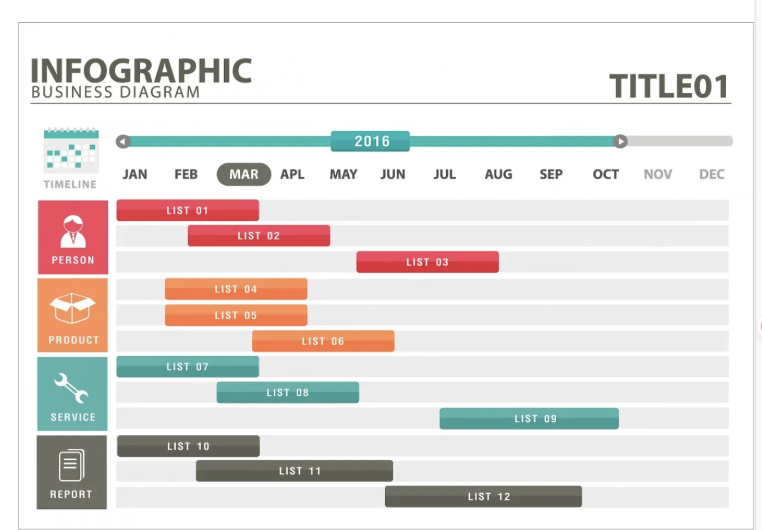 INFOGRAPHIC
BUSINESS DIAGRAM
TITLE01
2016
TIMELINE
JAN FEB MAR APL MAY JUN JUL AUG SEP OCT NOV DEC
LIST 01
LIST 02
LIST 03
PERSON
LIST 04
LIST 05
LIST 06
PRODUCT
LIST 07
LIST 08
LIST 09
SERVICE
LIST 10
LIST 11
LIST 12
REPORT